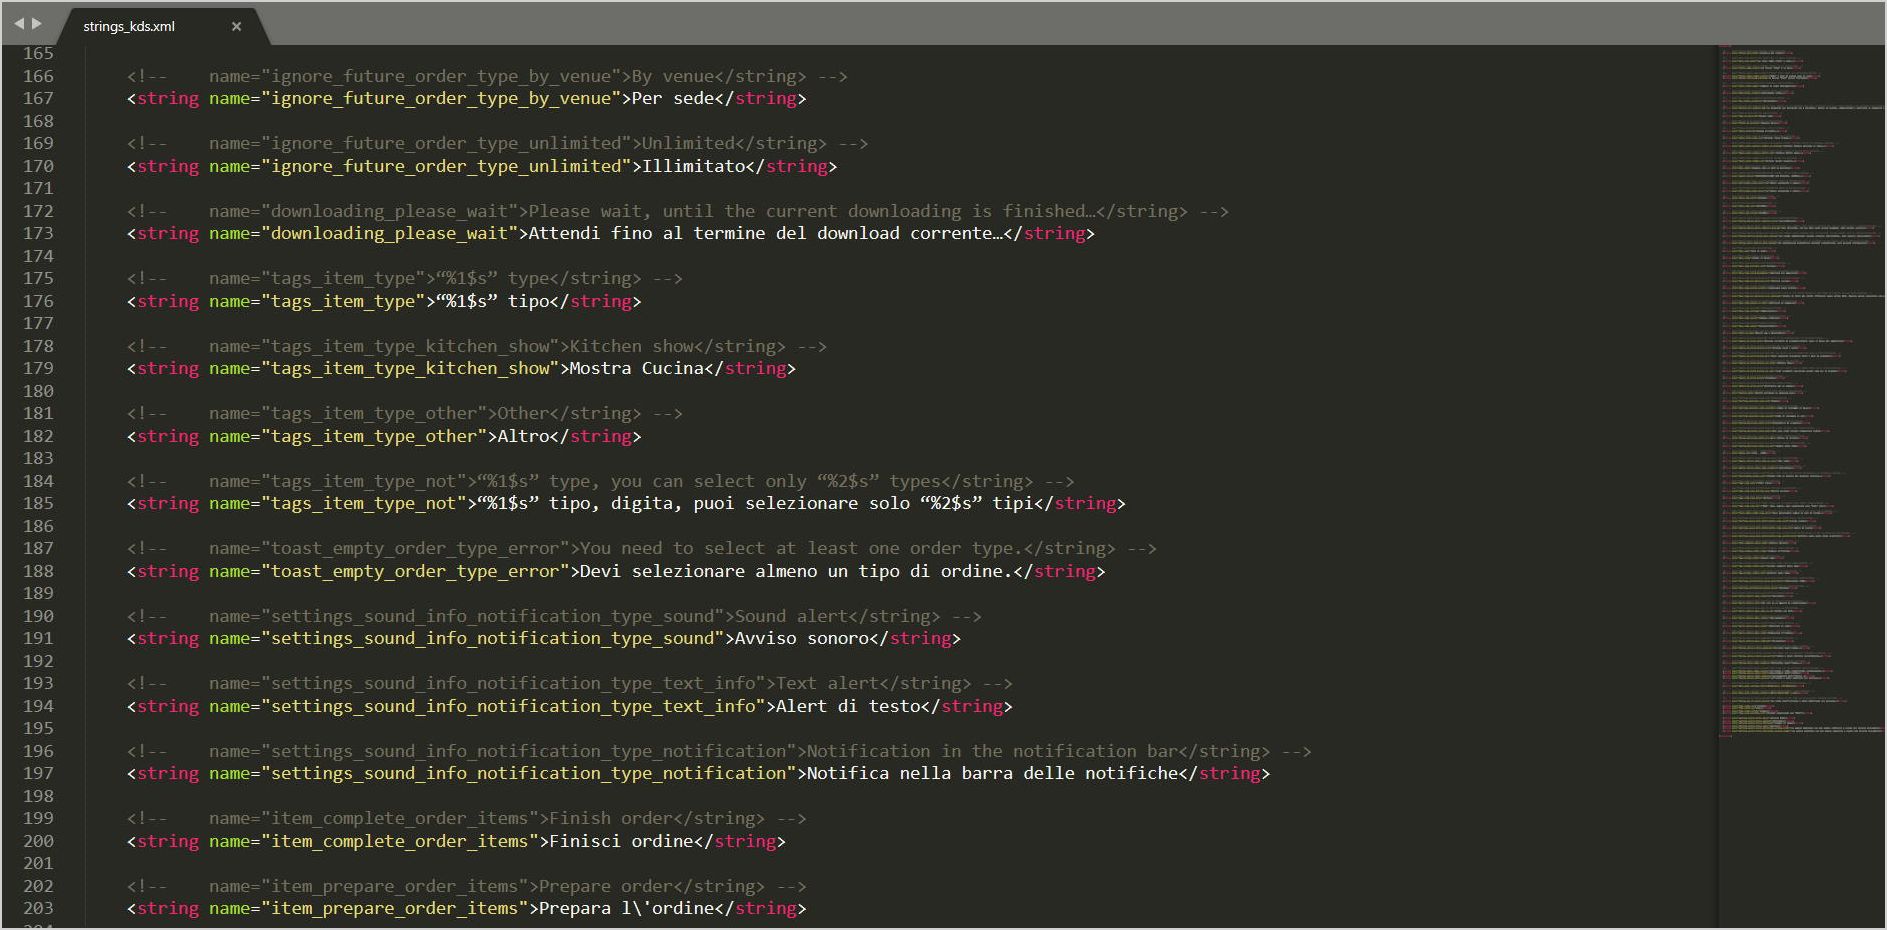 strings_kds.xml ×
165
166 <!-- name="ignore_future_order_type_by_venue">By venue</string> -->
167 <string name="ignore_future_order_type_by_venue">Per sede</string>
168
169 <!-- name="ignore_future_order_type_unlimited">Unlimited</string> -->
170 <string name="ignore_future_order_type_unlimited">Illimitato</string>
171
172 <!-- name="downloading_please_wait">Please wait, until the current downloading is finished…</string> -->
173 <string name="downloading_please_wait">Attendi fino al termine del download corrente…</string>
174
175 <!-- name="tags_item_type">“%1$s” type</string> -->
176 <string name="tags_item_type">“%1$s” tipo</string>
177
178 <!-- name="tags_item_type_kitchen_show">Kitchen show</string> -->
179 <string name="tags_item_type_kitchen_show">Mostra Cucina</string>
180
181 <!-- name="tags_item_type_other">Other</string> -->
182 <string name="tags_item_type_other">Altro</string>
183
184 <!-- name="tags_item_type_not">“%1$s” type, you can select only “%2$s” types</string> -->
185 <string name="tags_item_type_not">“%1$s” tipo, digita, puoi selezionare solo “%2$s” tipi</string>
186
187 <!-- name="toast_empty_order_type_error">You need to select at least one order type.</string> -->
188 <string name="toast_empty_order_type_error">Devi selezionare almeno un tipo di ordine.</string>
189
190 <!-- name="settings_sound_info_notification_type_sound">Sound alert</string> -->
191 <string name="settings_sound_info_notification_type_sound">Avviso sonoro</string>
192
193 <!-- name="settings_sound_info_notification_type_text_info">Text alert</string> -->
194 <string name="settings_sound_info_notification_type_text_info">Alert di testo</string>
195
196 <!-- name="settings_sound_info_notification_type_notification">Notification in the notification bar</string> -->
197 <string name="settings_sound_info_notification_type_notification">Notifica nella barra delle notifiche</string>
198
199 <!-- name="item_complete_order_items">Finish order</string> -->
200 <string name="item_complete_order_items">Finisci ordine</string>
201
202 <!-- name="item_prepare_order_items">Prepare order</string> -->
203 <string name="item_prepare_order_items">Prepara l\'ordine</string>